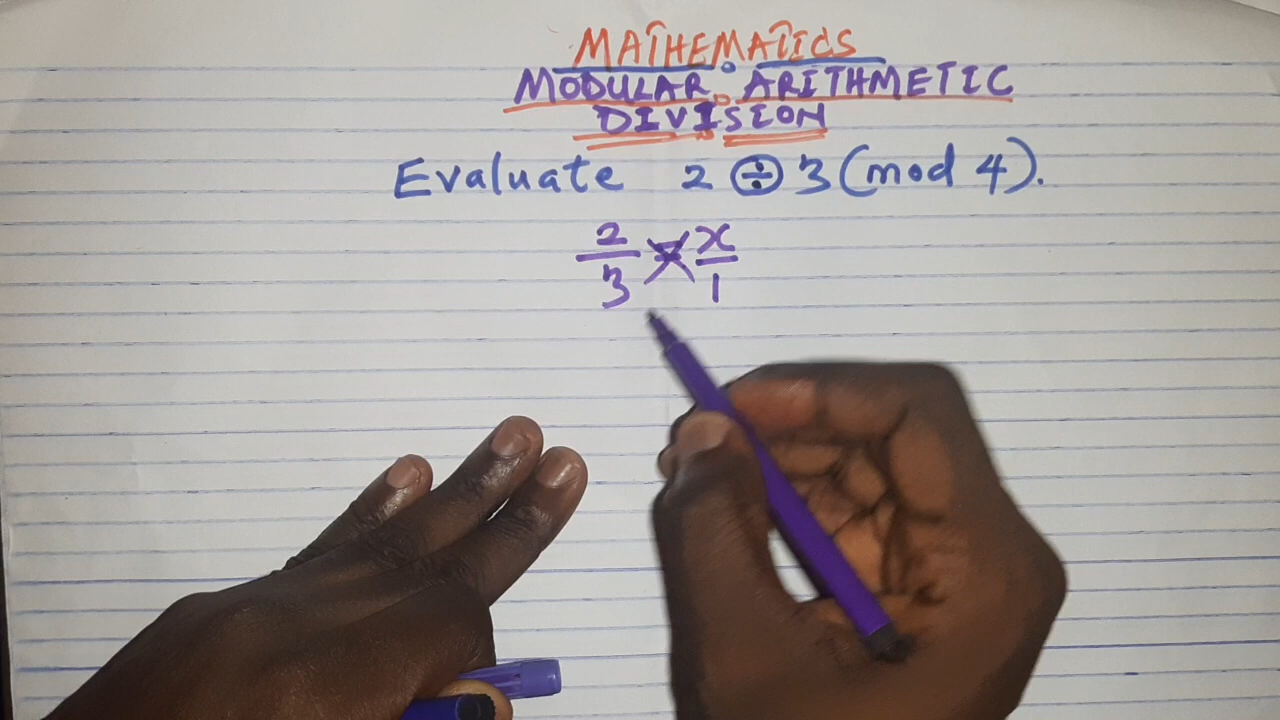 MATHEMATICS
MODULAR ARITHMETIC
DIVISION
Evaluate 2 ⨸ 3 (mod 4).
2/3 = x/1